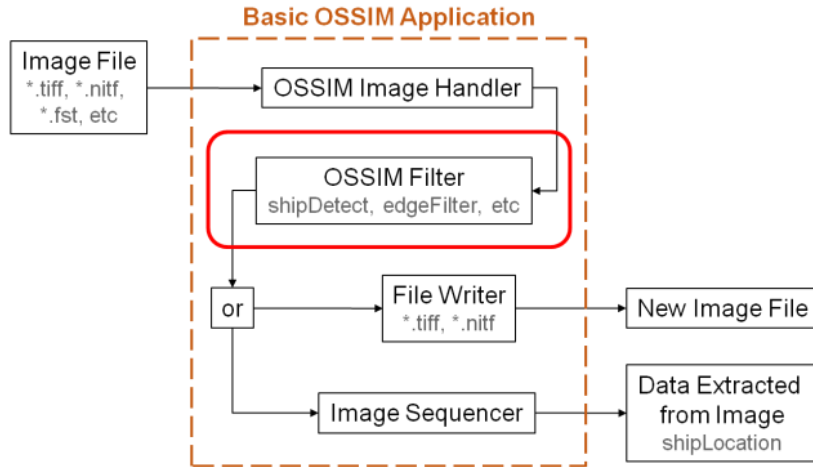 Basic OSSIM Application
Image File
*.tiff, *.nitf,
*.fst, etc
OSSIM Image Handler
OSSIM Filter
shipDetect, edgeFilter, etc
or
File Writer
*.tiff, *.nitf
New Image File
Image Sequencer
Data Extracted
from Image
shipLocation